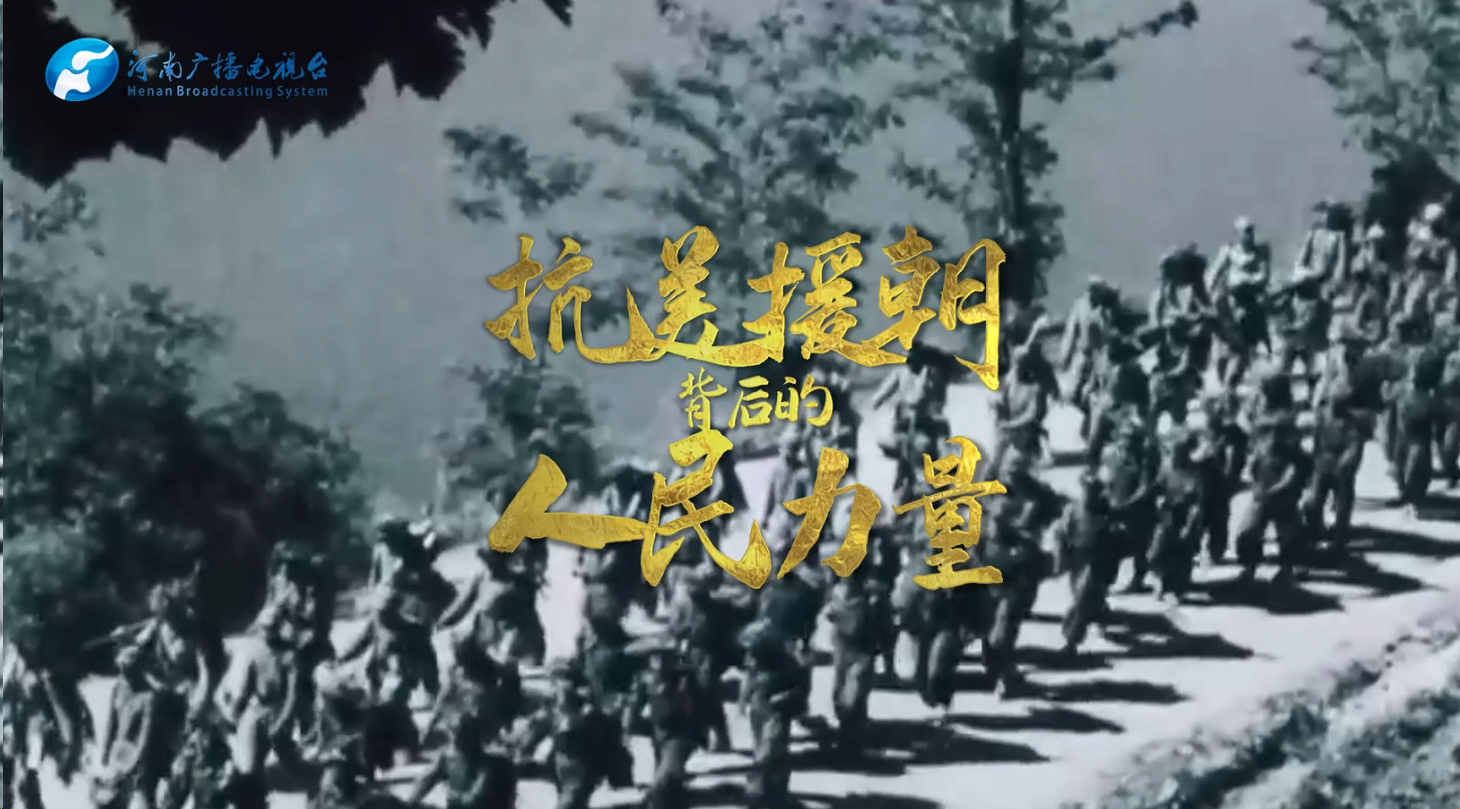 河南广播电视台
Henan Broadcasting System
抗美援朝
背后的
人民力量